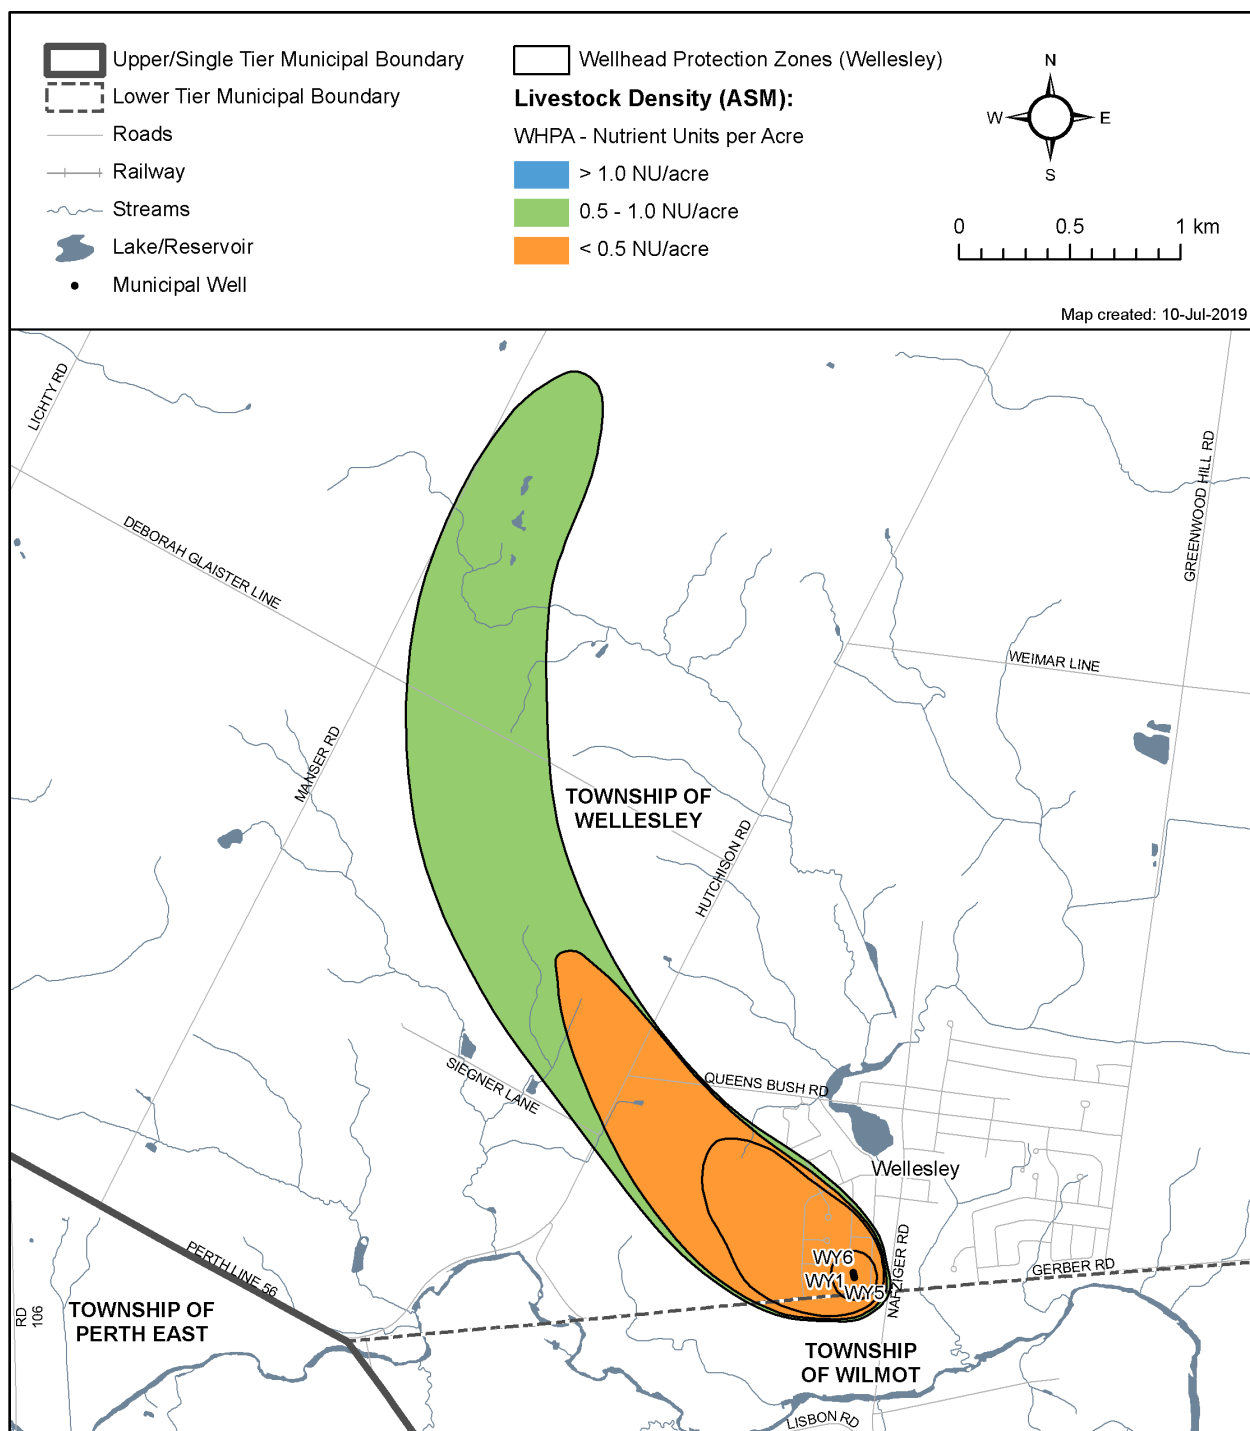 Upper/Single Tier Municipal Boundary
Lower Tier Municipal Boundary
Roads
Railway
Streams
Lake/Reservoir
Municipal Well
Wellhead Protection Zones (Wellesley)
Livestock Density (ASM):
WHPA - Nutrient Units per Acre
> 1.0 NU/acre
0.5 - 1.0 NU/acre
< 0.5 NU/acre
N
W E
S
0 0.5 1 km
Map created: 10-Jul-2019
LICHTY RD
DEBORAH GLAISTER LINE
GREENWOOD HILL RD
WEIMAR LINE
MANSER RD
TOWNSHIP OF
WELLESLEY
HUTCHISON RD
SIEGNER LANE
QUEENS BUSH RD
Wellesley
WY6
WY1
WY5
NAFZIGER RD
GERBER RD
PERTH LINE 56
RD
106
TOWNSHIP OF
PERTH EAST
TOWNSHIP
OF WILMOT
LISBON RD